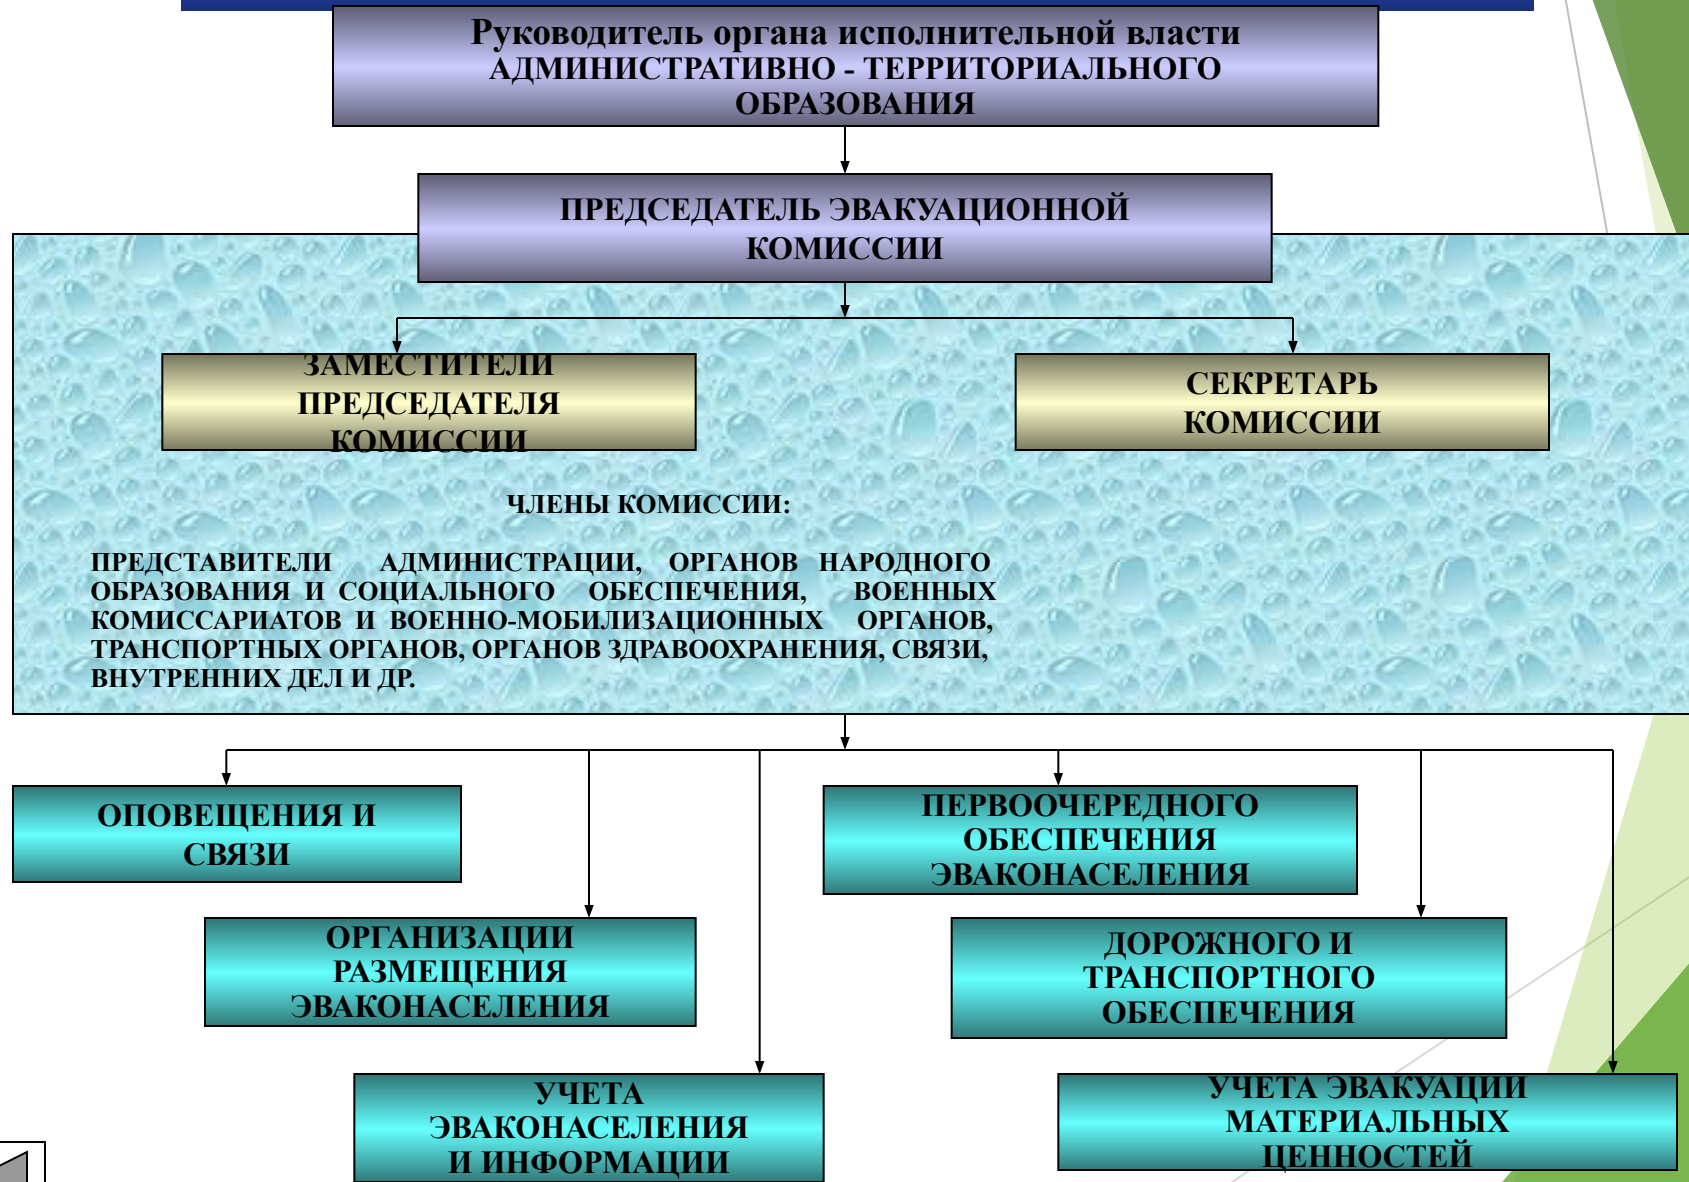 Руководитель органа исполнительной власти
АДМИНИСТРАТИВНО - ТЕРРИТОРИАЛЬНОГО
ОБРАЗОВАНИЯ
ПРЕДСЕДАТЕЛЬ ЭВАКУАЦИОННОЙ
КОМИССИИ
ЗАМЕСТИТЕЛИ
ПРЕДСЕДАТЕЛЯ
КОМИССИИ
СЕКРЕТАРЬ
КОМИССИИ
ЧЛЕНЫ КОМИССИИ:
ПРЕДСТАВИТЕЛИ АДМИНИСТРАЦИИ, ОРГАНОВ НАРОДНОГО
ОБРАЗОВАНИЯ И СОЦИАЛЬНОГО ОБЕСПЕЧЕНИЯ, ВОЕННЫХ
КОМИССАРИАТОВ И ВОЕННО-МОБИЛИЗАЦИОННЫХ ОРГАНОВ,
ТРАНСПОРТНЫХ ОРГАНОВ, ОРГАНОВ ЗДРАВООХРАНЕНИЯ, СВЯЗИ,
ВНУТРЕННИХ ДЕЛ И ДР.
ОПОВЕЩЕНИЯ И
СВЯЗИ
ПЕРВООЧЕРЕДНОГО
ОБЕСПЕЧЕНИЯ
ЭВАКОНАСЕЛЕНИЯ
ОРГАНИЗАЦИИ
РАЗМЕЩЕНИЯ
ЭВАКОНАСЕЛЕНИЯ
ДОРОЖНОГО И
ТРАНСПОРТНОГО
ОБЕСПЕЧЕНИЯ
УЧЕТА
ЭВАКОНАСЕЛЕНИЯ
И ИНФОРМАЦИИ
УЧЕТА ЭВАКУАЦИИ
МАТЕРИАЛЬНЫХ
ЦЕННОСТЕЙ